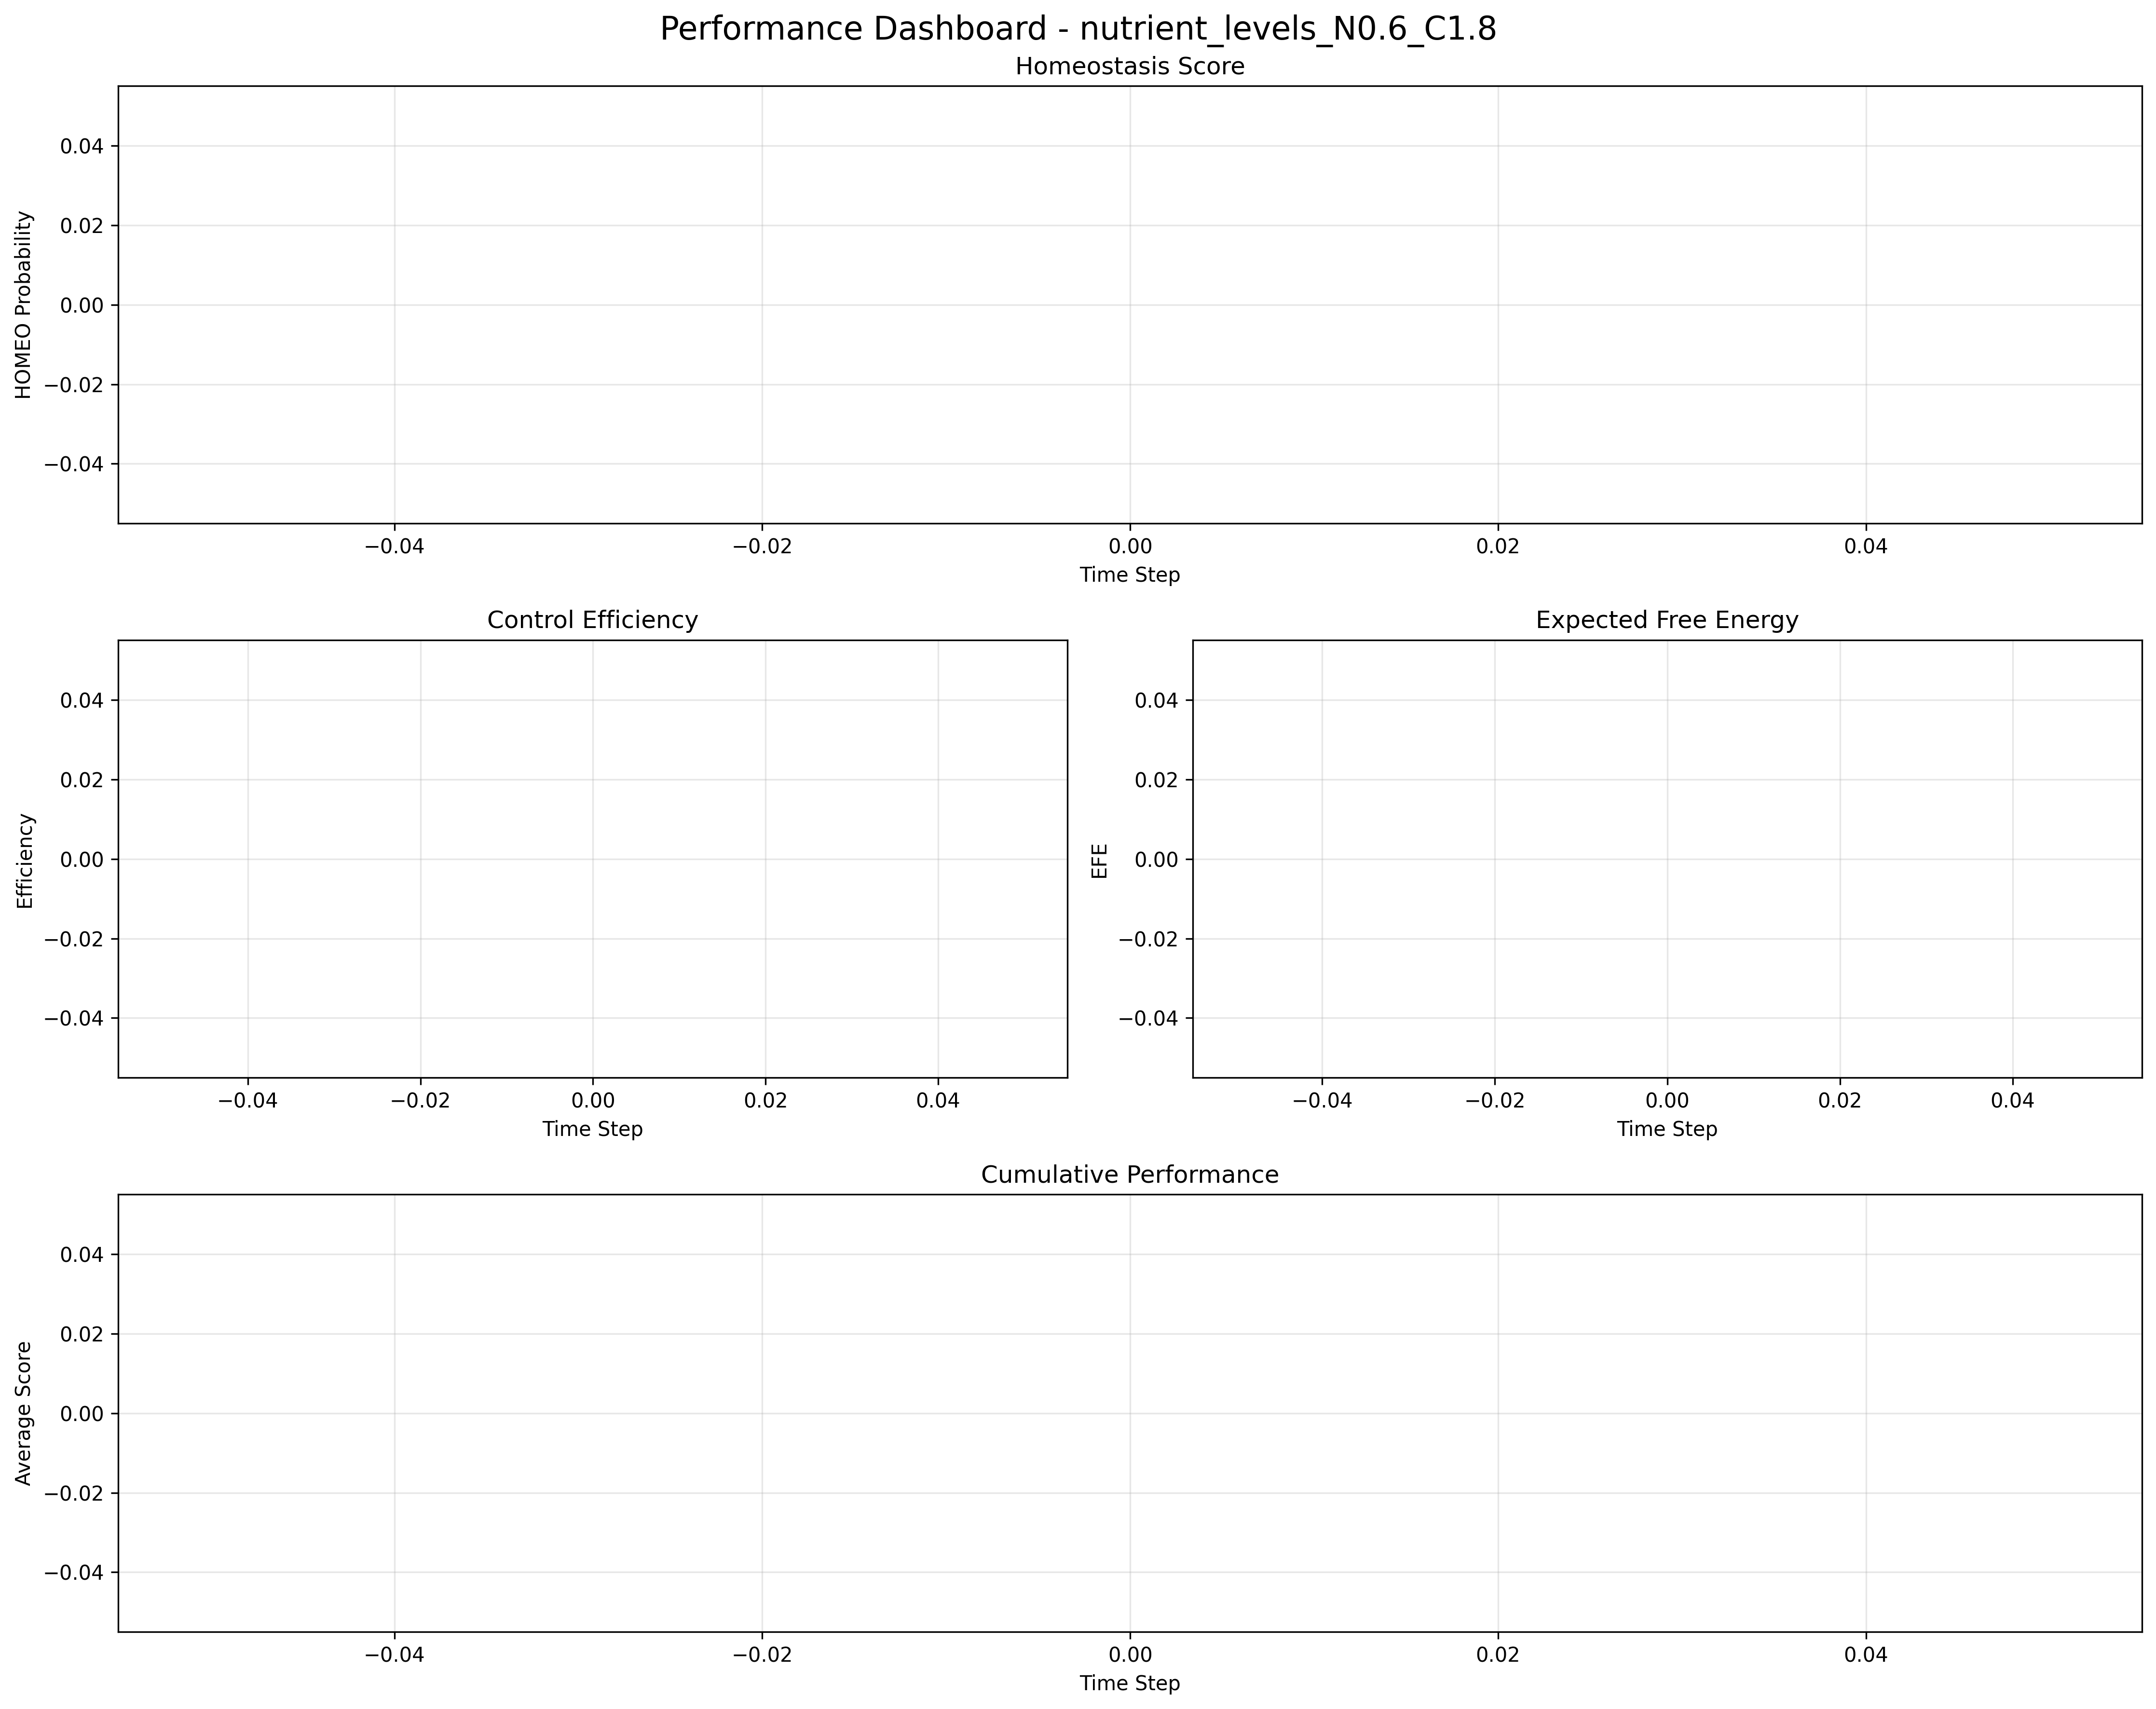 Performance Dashboard - nutrient_levels_N0.6_C1.8
Homeostasis Score
HOMEO Probability
0.04
0.02
0.00
−0.02
−0.04
−0.04 −0.02 0.00 0.02 0.04
Time Step
Control Efficiency
Efficiency
0.04
0.02
0.00
−0.02
−0.04
−0.04 −0.02 0.00 0.02 0.04
Time Step
Expected Free Energy
EFE
0.04
0.02
0.00
−0.02
−0.04
−0.04 −0.02 0.00 0.02 0.04
Time Step
Cumulative Performance
Average Score
0.04
0.02
0.00
−0.02
−0.04
−0.04 −0.02 0.00 0.02 0.04
Time Step